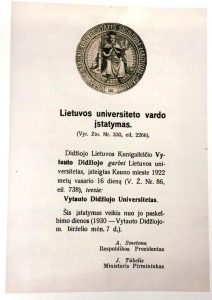 Lietuvos universiteto vardo
įstatymas.
(Vyr. Žin. Nr. 330, eil. 2266).
Didžiojo Lietuvos Kunigaikščio Vy-
tauto Didžiojo garbei Lietuvos uni-
versitetas, įsteigtas Kauno mieste 1922
metų vasario 16 dieną (V. Ž. Nr. 86,
eil. 738), tenie:
Vytauto Didžiojo Universitetas.
Šis įstatymas veikia nuo jo paskel-
bimo dienos (1930 — Vytauto Didžiojo-
m. birželio mėn. 7 d.).
A. Smetona
Respublikos Prezidentas
J. Tūbelis
Ministeris Pirmininkas